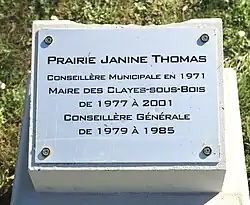 Prairie Janine Thomas
Conseillère Municipale en 1971
Maire des Clayes-sous-Bois
de 1977 à 2001
Conseillère Générale
de 1979 à 1985